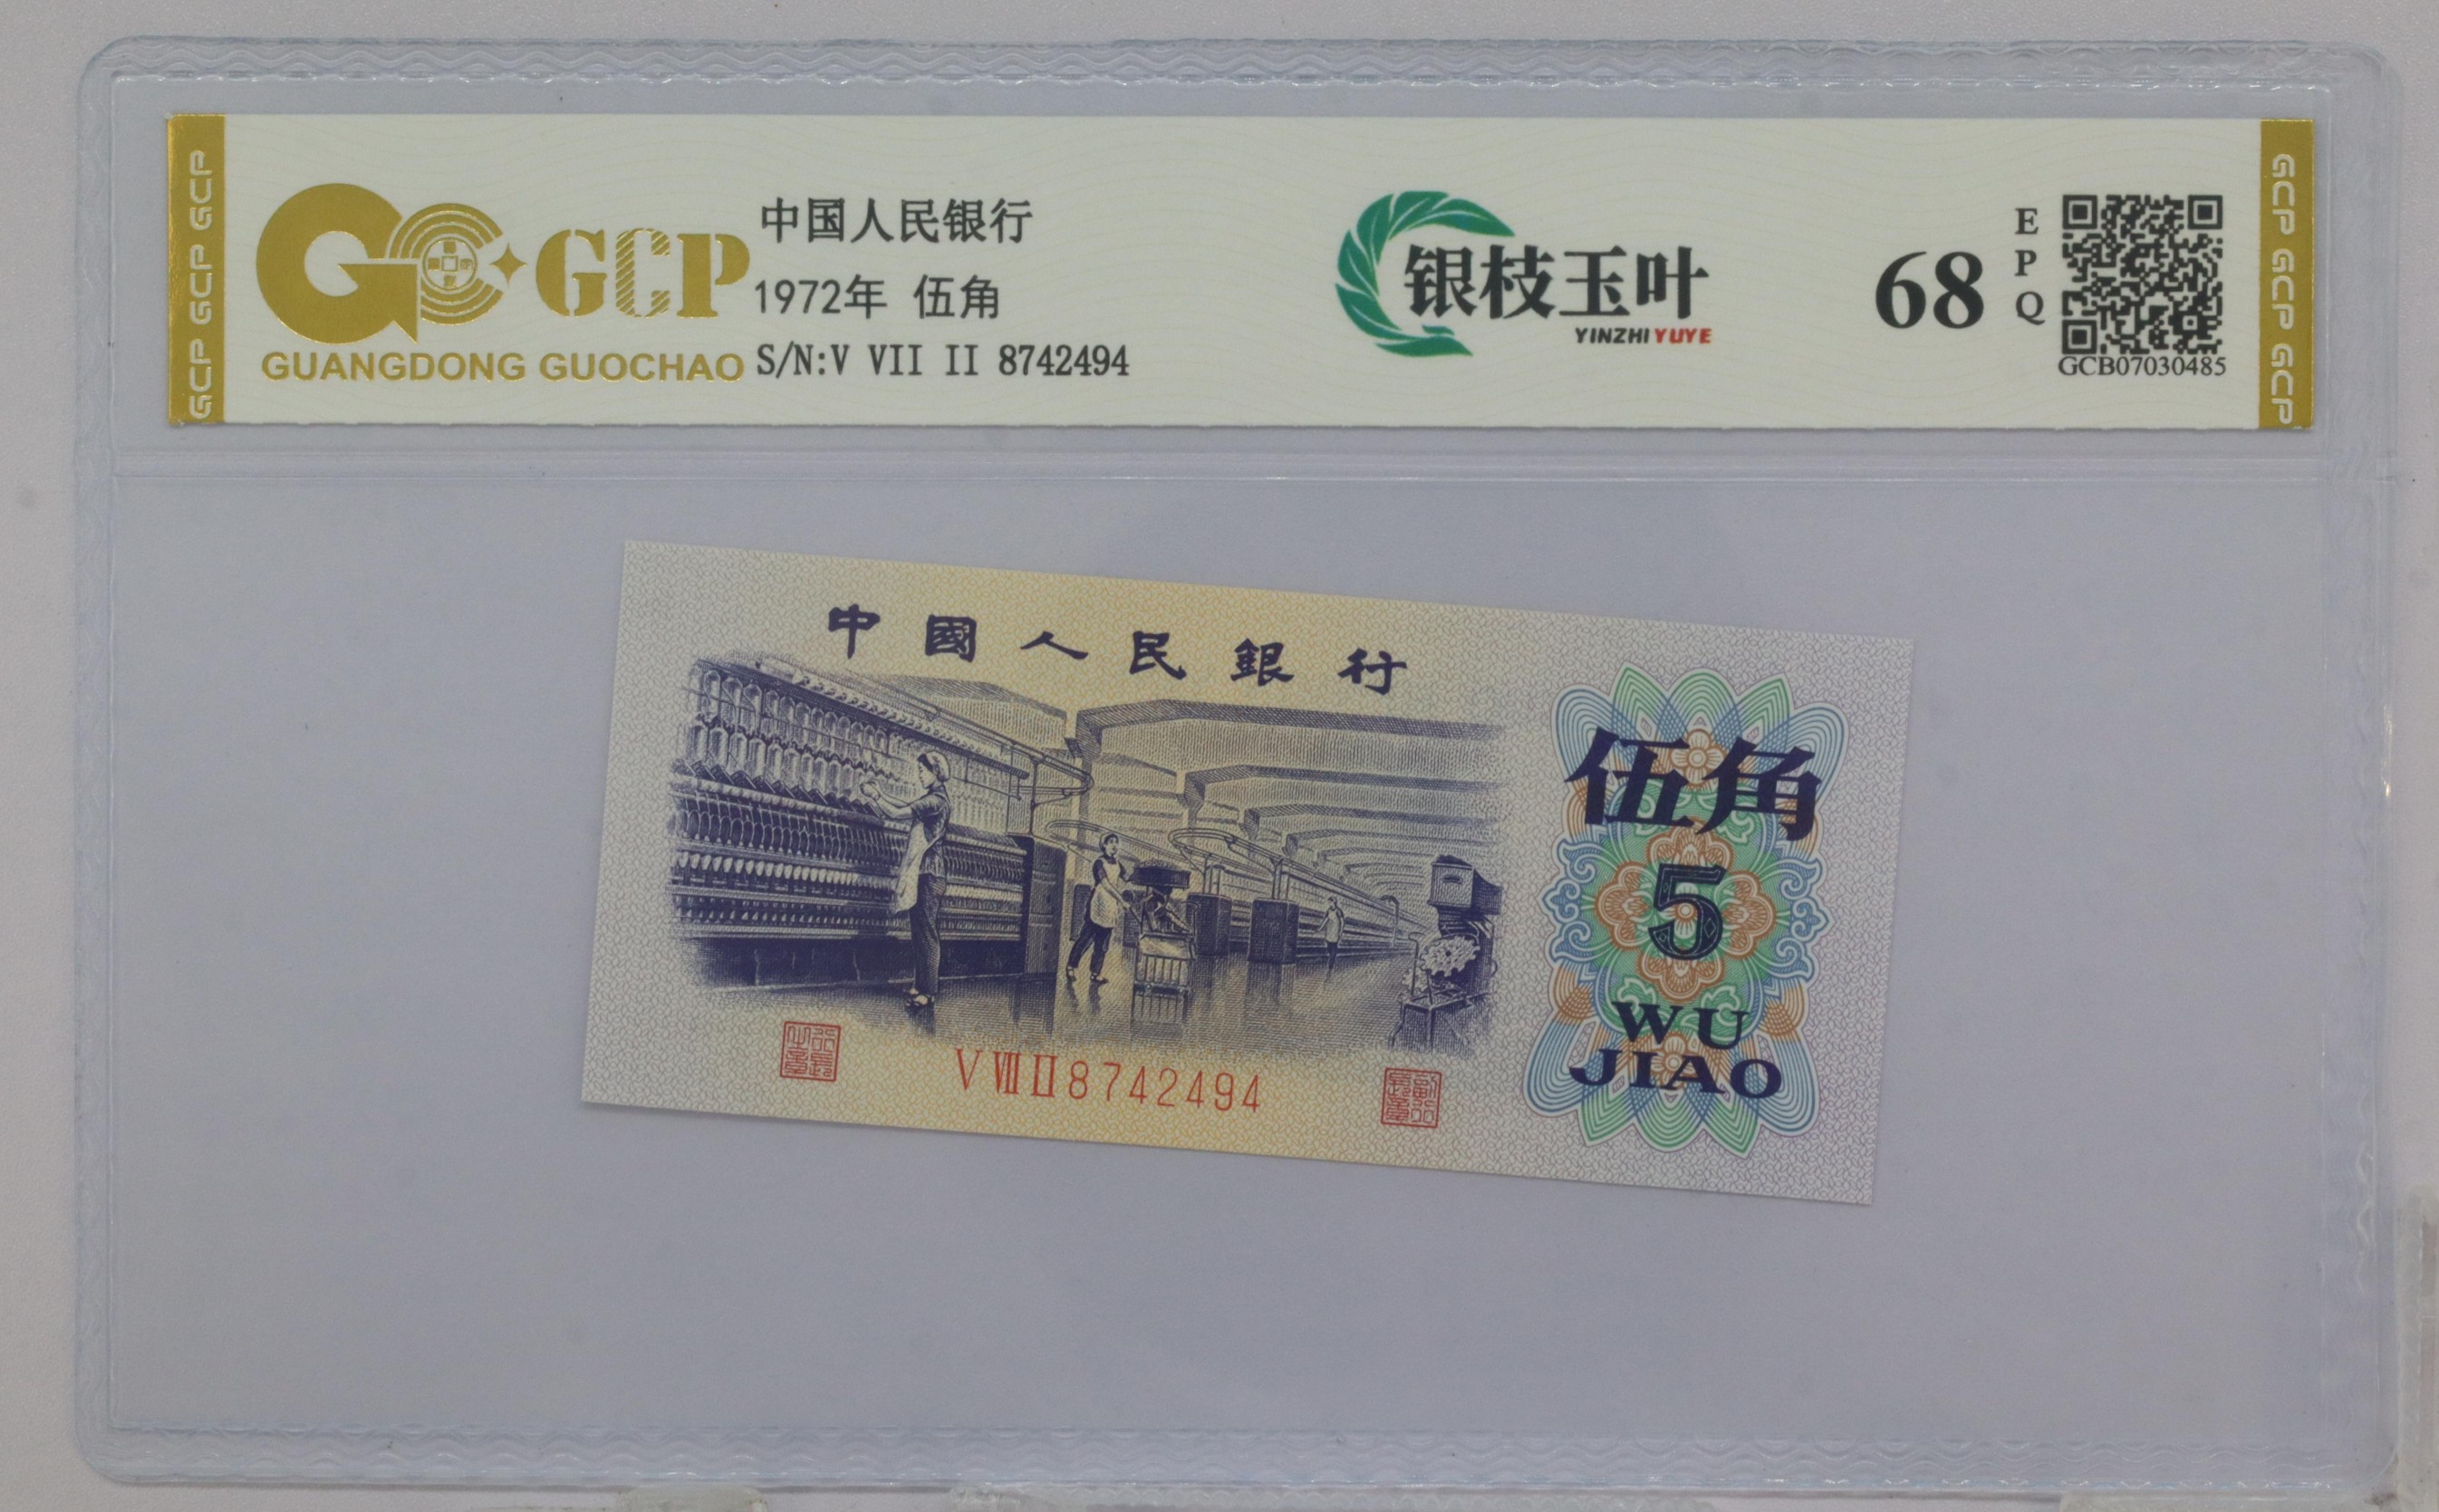 GCP GCP GCP
GCP
GUANGDONG GUOCHAO
中国人民银行
1972年 伍角
S/N:V VII II 8742494
银枝玉叶
YINZHI YUYE
68
EPQ
GCB07030485
GCP GCP GCP
中國人民銀行
伍角
5
WU
JIAO
V VII II 8742494